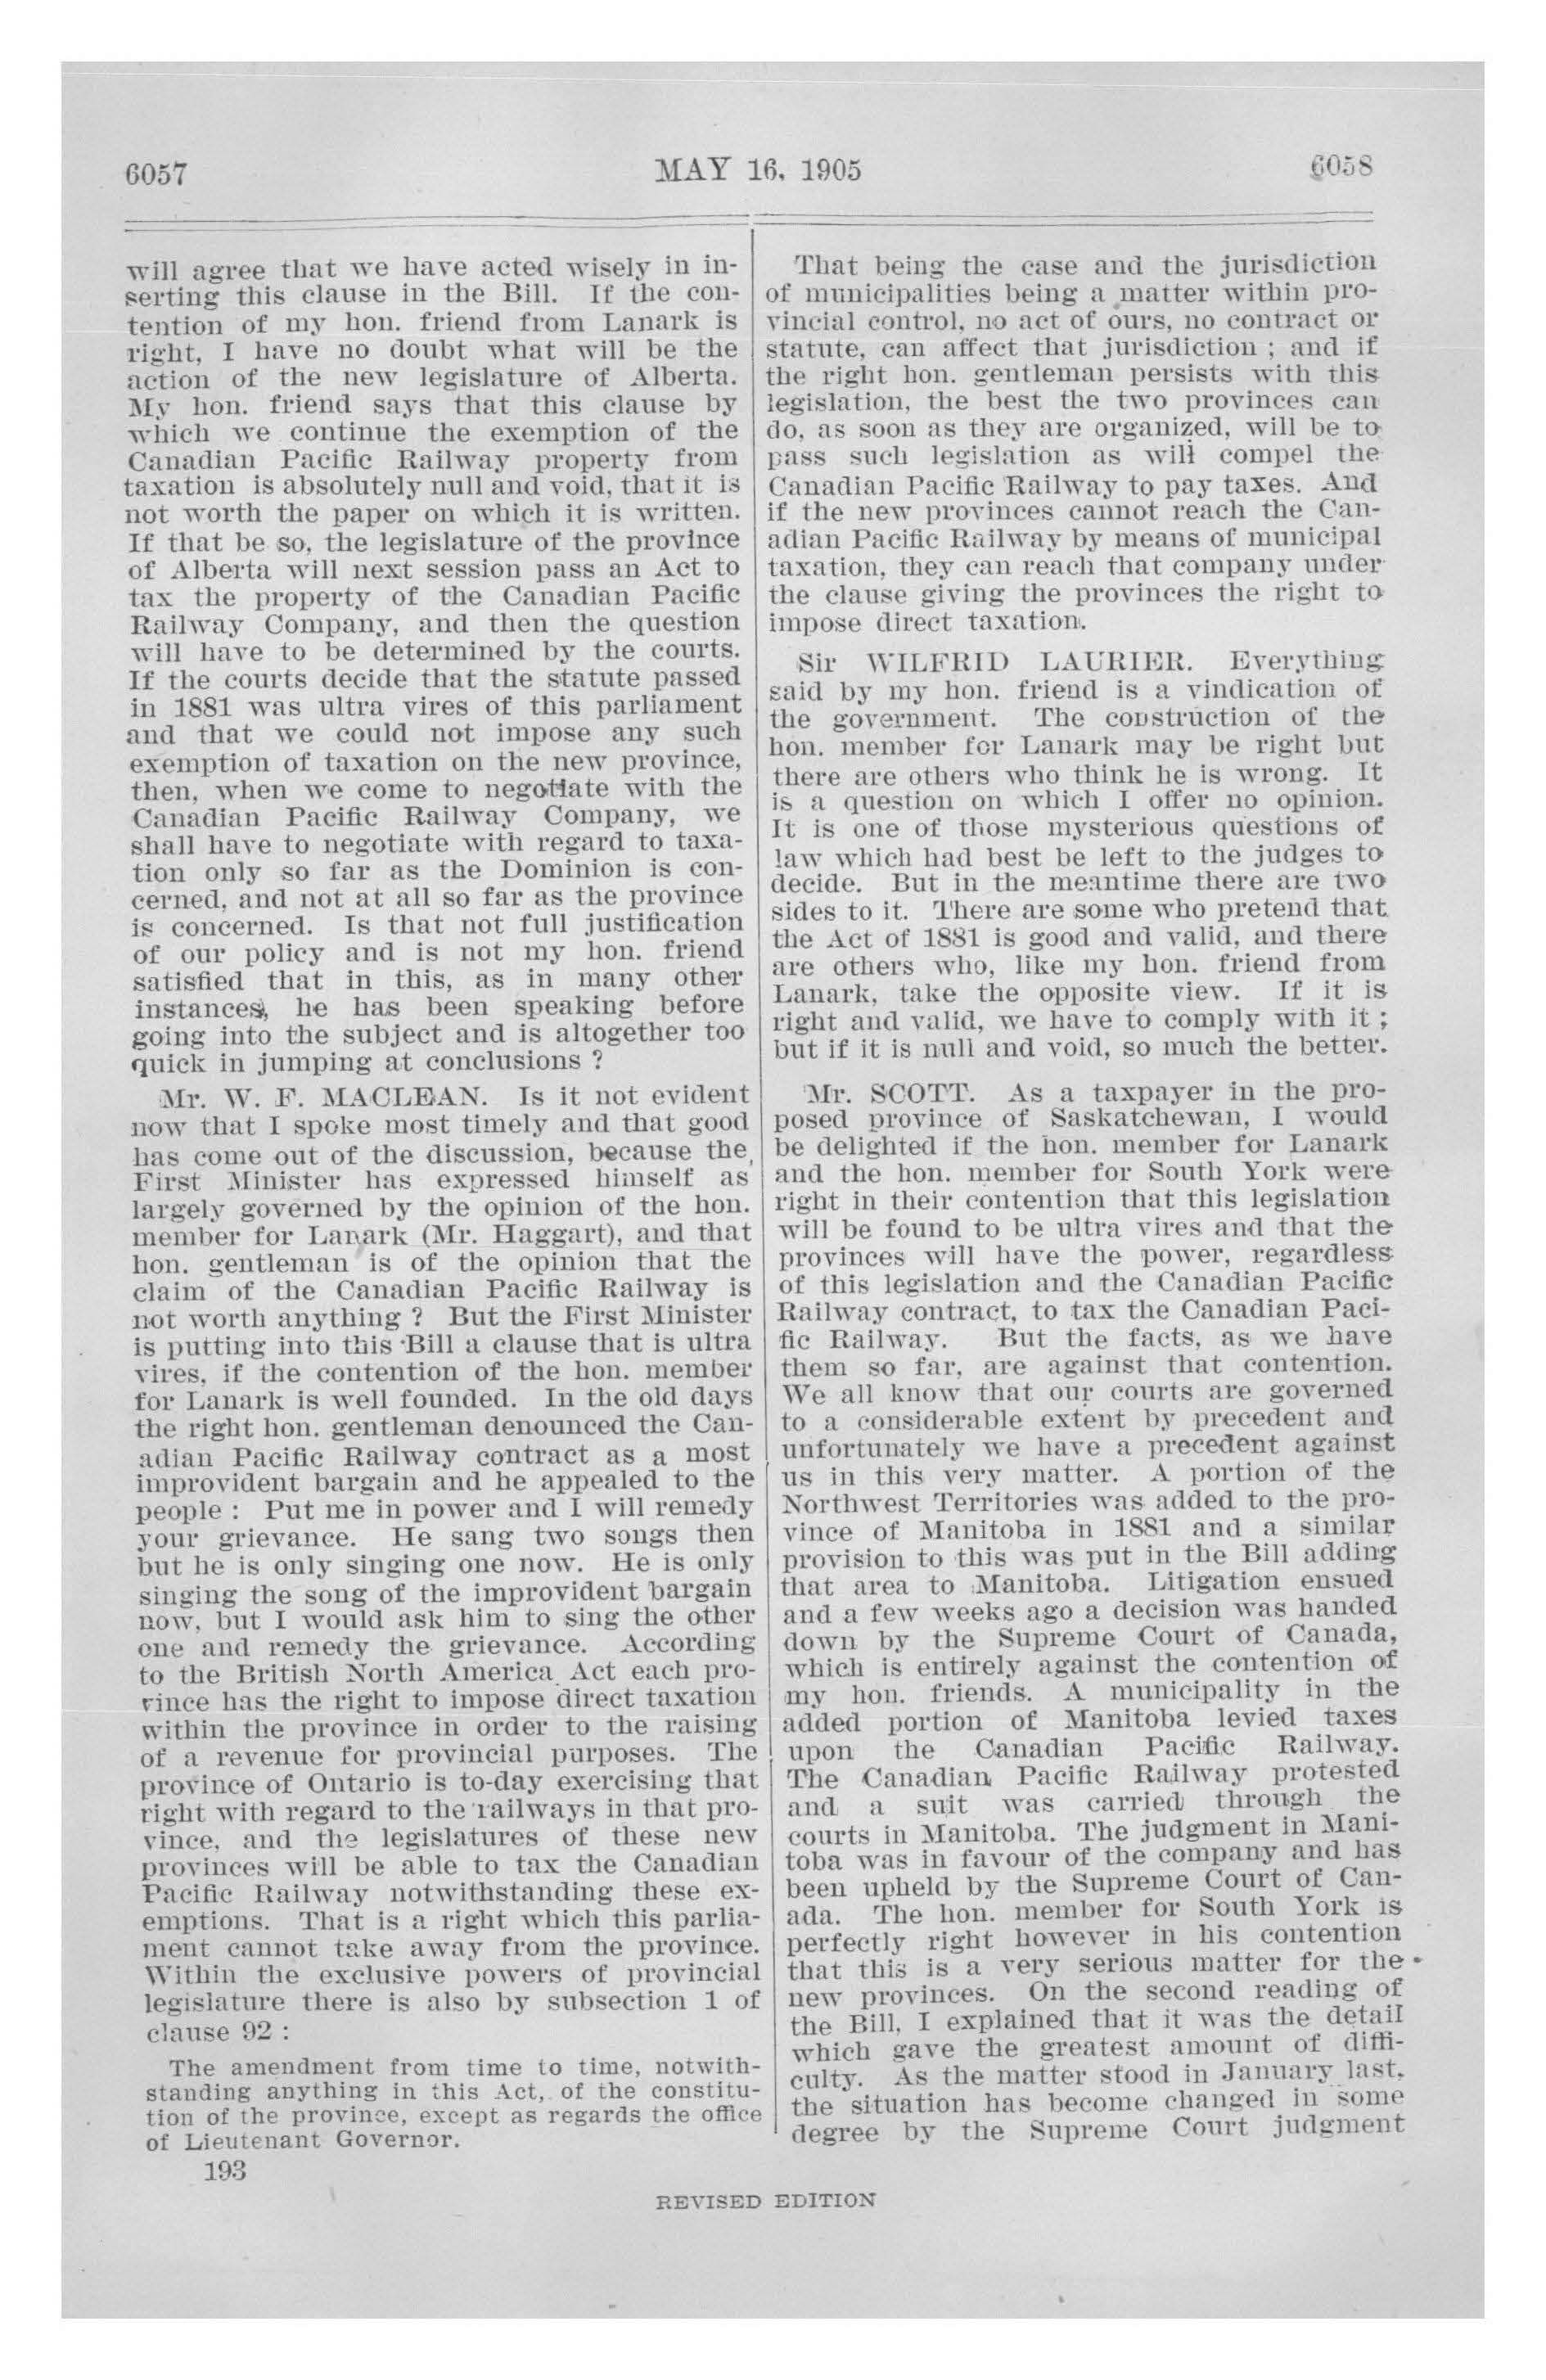 6057
MAY 16, 1905
6058
will agree that we have acted wisely in in-
serting this clause in the Bill. If the con-
tention of my hon. friend from Lanark is
right, I have no doubt what will be the
action of the new legislature of Alberta.
My hon. friend says that this clause by
which we continue the exemption of the
Canadian Pacific Railway property from
taxation is absolutely null and void, that it is
not worth the paper on which it is written.
If that be so, the legislature of the province
of Alberta will next session pass an Act to
tax the property of the Canadian Pacific
Railway Company, and then the question
will have to be determined by the courts.
If the courts decide that the statute passed
in 1881 was ultra vires of this parliament
and that we could not impose any such
exemption of taxation on the new province,
then, when we come to negotiate with the
Canadian Pacific Railway Company, we
shall have to negotiate with regard to taxa-
tion only so far as the Dominion is con-
cerned, and not at all so far as the province
is concerned. Is that not full justification
of our policy and is not my hon. friend
satisfied that in this, as in many other
instances, he has been speaking before
going into the subject and is altogether too
quick in jumping at conclusions ?
Mr. W. F. MACLEAN. Is it not evident
now that I spoke most timely and that good
has come out of the discussion, because the
First Minister has expressed himself as
largely governed by the opinion of the hon.
member for Lanark (Mr. Haggart), and that
hon. gentleman is of the opinion that the
claim of the Canadian Pacific Railway is
not worth anything ? But the First Minister
is putting into this Bill a clause that is ultra
vires, if the contention of the hon. member
for Lanark is well founded. In the old days
the right hon. gentleman denounced the Can-
adian Pacific Railway contract as a most
improvident bargain and he appealed to the
people : Put me in power and I will remedy
your grievance. He sang two songs then
but he is only singing one now. He is only
singing the song of the improvident bargain
now, but I would ask him to sing the other
one and remedy the grievance. According
to the British North America Act each pro-
vince has the right to impose direct taxation
within the province in order to the raising
of a revenue for provincial purposes. The
province of Ontario is to-day exercising that
right with regard to the railways in that pro-
vince, and the legislatures of these new
provinces will be able to tax the Canadian
Pacific Railway notwithstanding these ex-
emptions. That is a right which this parlia-
ment cannot take away from the province.
Within the exclusive powers of provincial
legislature there is also by subsection 1 of
clause 92 :
The amendment from time to time, notwith-
standing anything in this Act, of the constitu-
tion of the province, except as regards the office
of Lieutenant Governor.
193
That being the case and the jurisdiction
of municipalities being a matter within pro-
vincial control, no act of ours, no contract or
statute, can affect that jurisdiction ; and if
the right hon. gentleman persists with this
legislation, the best the two provinces can
do, as soon as they are organized, will be to
pass such legislation as will compel the
Canadian Pacific Railway to pay taxes. And
if the new provinces cannot reach the Can-
adian Pacific Railway by means of municipal
taxation, they can reach that company under
the clause giving the provinces the right to
impose direct taxation.
Sir WILFRID LAURIER. Everything
said by my hon. friend is a vindication of
the government. The construction of the
hon. member for Lanark may be right but
there are others who think he is wrong. It
is a question on which I offer no opinion.
It is one of those mysterious questions of
law which had best be left to the judges to
decide. But in the meantime there are two
sides to it. There are some who pretend that
the Act of 1881 is good and valid, and there
are others who, like my hon. friend from
Lanark, take the opposite view. If it is
right and valid, we have to comply with it ;
but if it is null and void, so much the better.
Mr. SCOTT. As a taxpayer in the pro-
posed province of Saskatchewan, I would
be delighted if the hon. member for Lanark
and the hon. member for South York were
right in their contention that this legislation
will be found to be ultra vires and that the
provinces will have the power, regardless
of this legislation and the Canadian Pacific
Railway contract, to tax the Canadian Paci-
fic Railway. But the facts, as we have
them so far, are against that contention.
We all know that our courts are governed
to a considerable extent by precedent and
unfortunately we have a precedent against
us in this very matter. A portion of the
Northwest Territories was added to the pro-
vince of Manitoba in 1881 and a similar
provision to this was put in the Bill adding
that area to Manitoba. Litigation ensued
and a few weeks ago a decision was handed
down by the Supreme Court of Canada,
which is entirely against the contention of
my hon. friends. A municipality in the
added portion of Manitoba levied taxes
upon the Canadian Pacific Railway.
The Canadian Pacific Railway protested
and a suit was carried through the
courts in Manitoba. The judgment in Mani-
toba was in favour of the company and has
been upheld by the Supreme Court of Can-
ada. The hon. member for South York is
perfectly right however in his contention
that this is a very serious matter for the
new provinces. On the second reading of
the Bill, I explained that it was the detail
which gave the greatest amount of diffi-
culty. As the matter stood in January last,
the situation has become changed in some
degree by the Supreme Court judgment
REVISED EDITION